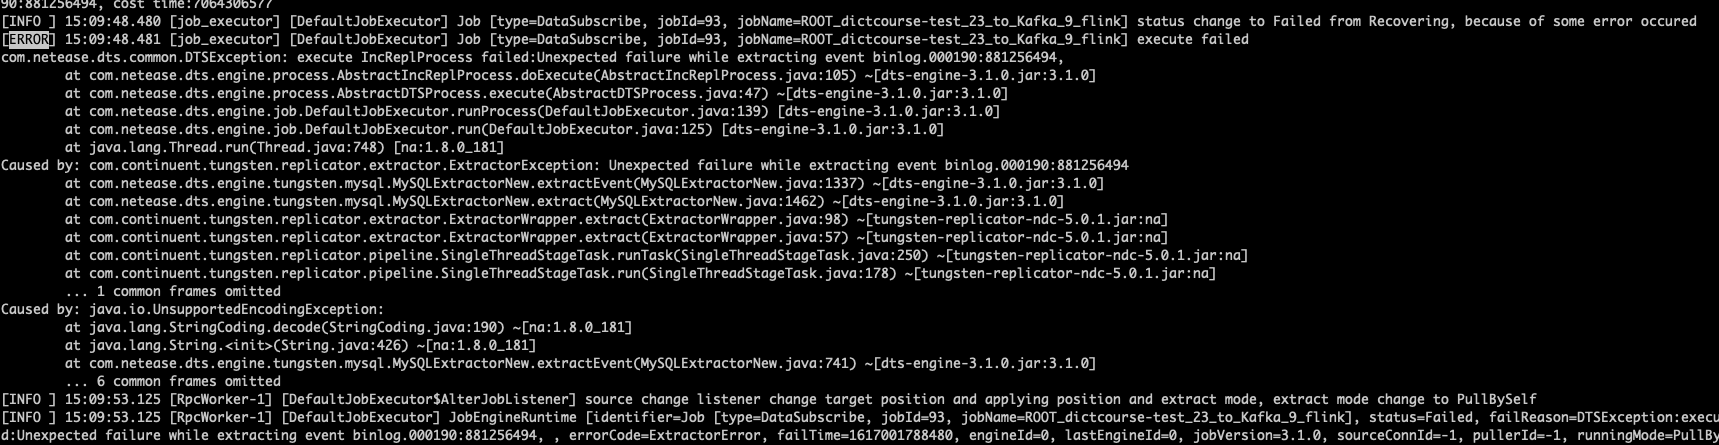 90:881256494, cost time:7064306577
[INFO ] 15:09:48.480 [job_executor] [DefaultJobExecutor] Job [type=DataSubscribe, jobId=93, jobName=ROOT_dictcourse-test_23_to_Kafka_9_flink] status change to Failed from Recovering, because of some error occured
[ERROR] 15:09:48.481 [job_executor] [DefaultJobExecutor] Job [type=DataSubscribe, jobId=93, jobName=ROOT_dictcourse-test_23_to_Kafka_9_flink] execute failed
com.netease.dts.common.DTSException: execute IncReplProcess failed:Unexpected failure while extracting event binlog.000190:881256494,
at com.netease.dts.engine.process.AbstractIncReplProcess.doExecute(AbstractIncReplProcess.java:105) ~[dts-engine-3.1.0.jar:3.1.0]
at com.netease.dts.engine.process.AbstractDTSProcess.execute(AbstractDTSProcess.java:47) ~[dts-engine-3.1.0.jar:3.1.0]
at com.netease.dts.engine.job.DefaultJobExecutor.runProcess(DefaultJobExecutor.java:139) [dts-engine-3.1.0.jar:3.1.0]
at com.netease.dts.engine.job.DefaultJobExecutor.run(DefaultJobExecutor.java:125) [dts-engine-3.1.0.jar:3.1.0]
at java.lang.Thread.run(Thread.java:748) [na:1.8.0_181]
Caused by: com.continuent.tungsten.replicator.extractor.ExtractorException: Unexpected failure while extracting event binlog.000190:881256494
at com.netease.dts.engine.tungsten.mysql.MySQLExtractorNew.extractEvent(MySQLExtractorNew.java:1337) ~[dts-engine-3.1.0.jar:3.1.0]
at com.netease.dts.engine.tungsten.mysql.MySQLExtractorNew.extract(MySQLExtractorNew.java:1462) ~[dts-engine-3.1.0.jar:3.1.0]
at com.continuent.tungsten.replicator.extractor.ExtractorWrapper.extract(ExtractorWrapper.java:98) ~[tungsten-replicator-ndc-5.0.1.jar:na]
at com.continuent.tungsten.replicator.extractor.ExtractorWrapper.extract(ExtractorWrapper.java:57) ~[tungsten-replicator-ndc-5.0.1.jar:na]
at com.continuent.tungsten.replicator.pipeline.SingleThreadStageTask.runTask(SingleThreadStageTask.java:250) ~[tungsten-replicator-ndc-5.0.1.jar:na]
at com.continuent.tungsten.replicator.pipeline.SingleThreadStageTask.run(SingleThreadStageTask.java:178) ~[tungsten-replicator-ndc-5.0.1.jar:na]
... 1 common frames omitted
Caused by: java.io.UnsupportedEncodingException:
at java.lang.StringCoding.decode(StringCoding.java:190) ~[na:1.8.0_181]
at java.lang.String.<init>(String.java:426) ~[na:1.8.0_181]
at com.netease.dts.engine.tungsten.mysql.MySQLExtractorNew.extractEvent(MySQLExtractorNew.java:741) ~[dts-engine-3.1.0.jar:3.1.0]
... 6 common frames omitted
[INFO ] 15:09:53.125 [RpcWorker-1] [DefaultJobExecutor$AlterJobListener] source change listener change target position and applying position and extract mode, extract mode change to PullBySelf
[INFO ] 15:09:53.125 [RpcWorker-1] [DefaultJobExecutor] JobEngineRuntime [identifier=Job [type=DataSubscribe, jobId=93, jobName=ROOT_dictcourse-test_23_to_Kafka_9_flink], status=Failed, failReason=DTSException:execu
d:Unexpected failure while extracting event binlog.000190:881256494, , errorCode=ExtractorError, failTime=1617001788480, engineId=0, lastEngineId=0, jobVersion=3.1.0, sourceConnId=-1, pullerId=-1, runningMode=PullBy